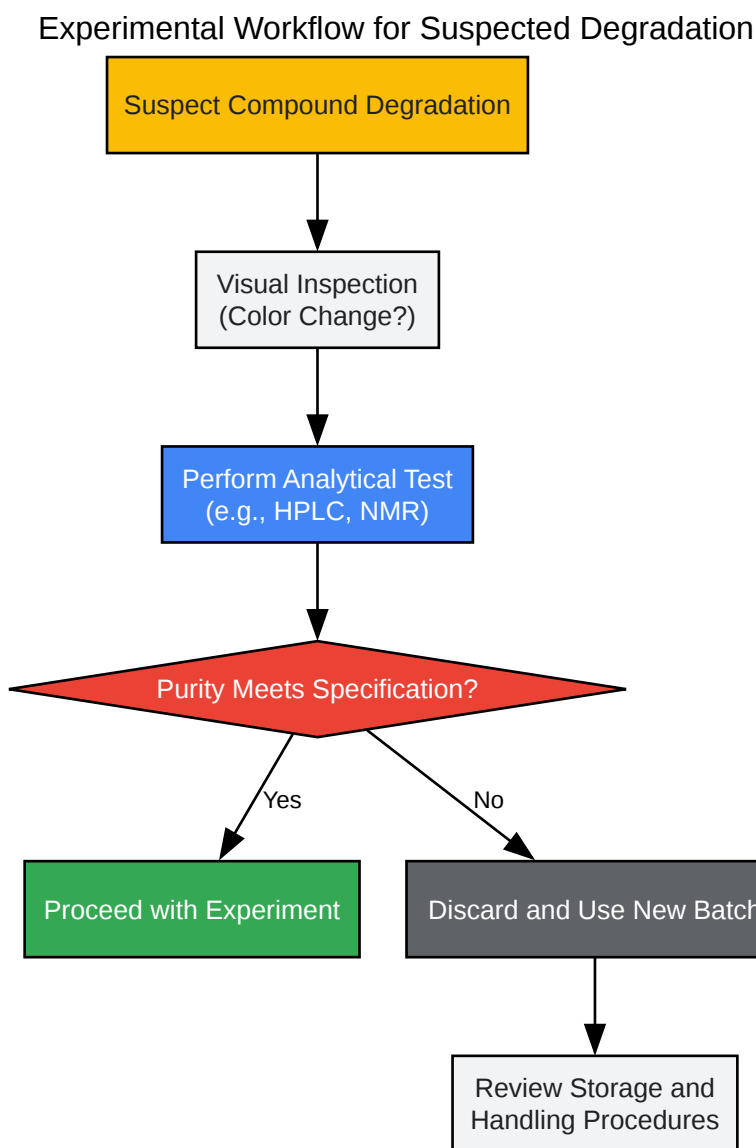 Experimental Workflow for Suspected Degradation
Suspect Compound Degradation
Visual Inspection
(Color Change?)
Perform Analytical Test
(e.g., HPLC, NMR)
Purity Meets Specification?
Yes
No
Proceed with Experiment
Discard and Use New Batch
Review Storage and
Handling Procedures